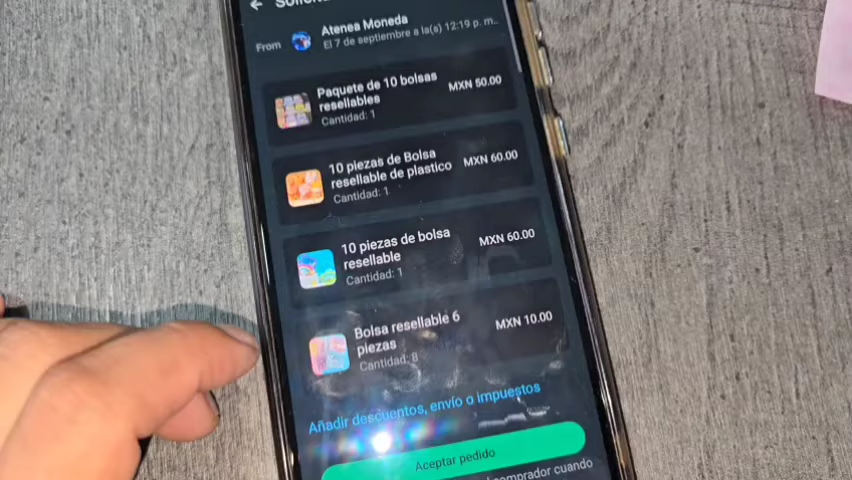 Atenea Moneda
From
El 7 de septiembre a la(s) 12:19 p. m..
Paquete de 10 bolsas
resellables
MXN 50.00
Cantidad: 1
10 piezas de Bolsa
resellable de plastico
MXN 60.00
Cantidad: 1
10 piezas de bolsa
resellable
MXN 60.00
Cantidad: 1
Bolsa resellable 6
piezas
MXN 10.00
Cantidad: 8
Añadir descuentos, envío o impuestos
Aceptar pedido
comprador cuando